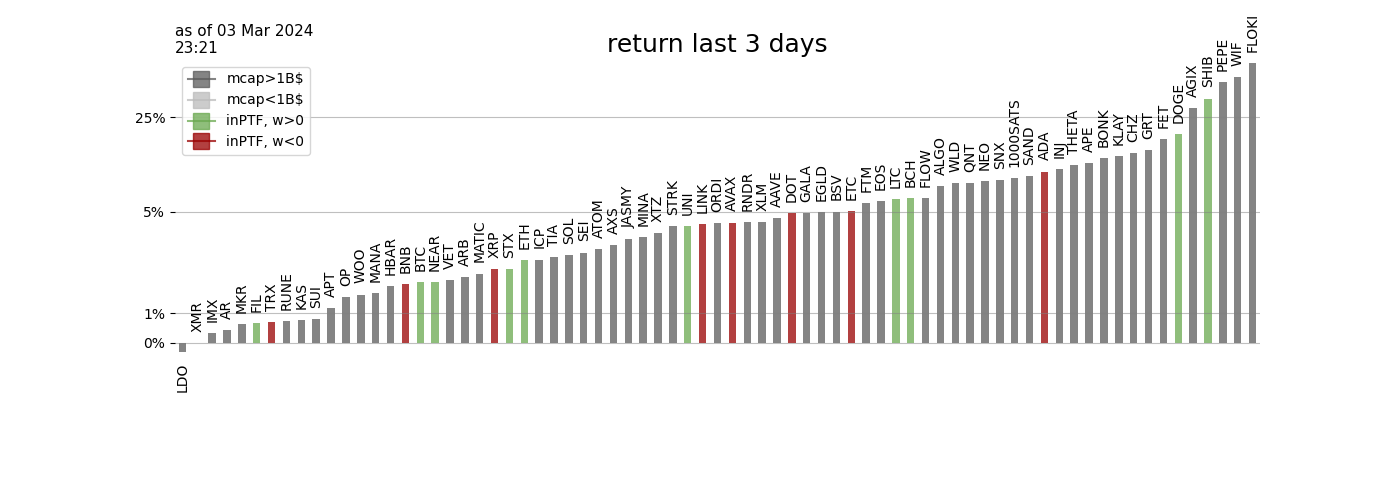 as of 03 Mar 2024
23:21
return last 3 days
mcap>1B$
mcap<1B$
inPTF, w>0
inPTF, w<0
25%
5%
1%
0%
LDO
XMR
IMX
AR
MKR
FIL
TRX
RUNE
KAS
SUI
APT
OP
WOO
MANA
HBAR
BNB
BTC
NEAR
VET
ARB
MATIC
XRP
STX
ETH
ICP
TIA
SOL
SEI
ATOM
AXS
JASMY
MINA
XTZ
STRK
UNI
LINK
ORDI
AVAX
RNDR
XLM
AAVE
DOT
GALA
EGLD
BSV
ETC
FTM
EOS
LTC
BCH
FLOW
ALGO
WLD
QNT
NEO
SNX
1000SATS
SAND
ADA
INJ
THETA
APE
BONK
KLAY
CHZ
GRT
FET
DOGE
AGIX
SHIB
PEPE
WIF
FLOKI